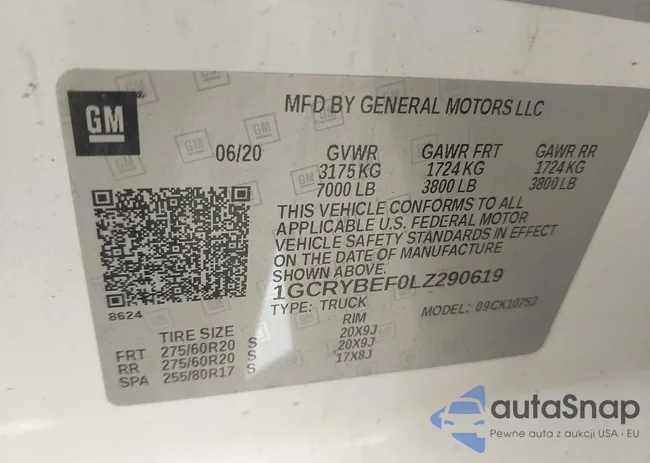 GM
MFD BY GENERAL MOTORS LLC
06/20 GVWR GAWR FRT GAWR RR
3175 KG 1724 KG 1724 KG
7000 LB 3800 LB 3800 LB
THIS VEHICLE CONFORMS TO ALL
APPLICABLE U.S. FEDERAL MOTOR
VEHICLE SAFETY STANDARDS IN EFFECT
ON THE DATE OF MANUFACTURE
1GCRYBEF0LZ290619
8624
TYPE: TRUCK MODEL: 09CK10753
TIRE SIZE RIM
FRT 275/60R20 S 20X9J
RR 275/60R20 S 20X9J
SPA 255/80R17 S 17X8J
autaSnap
Pewne auta z aukcji USA i EU